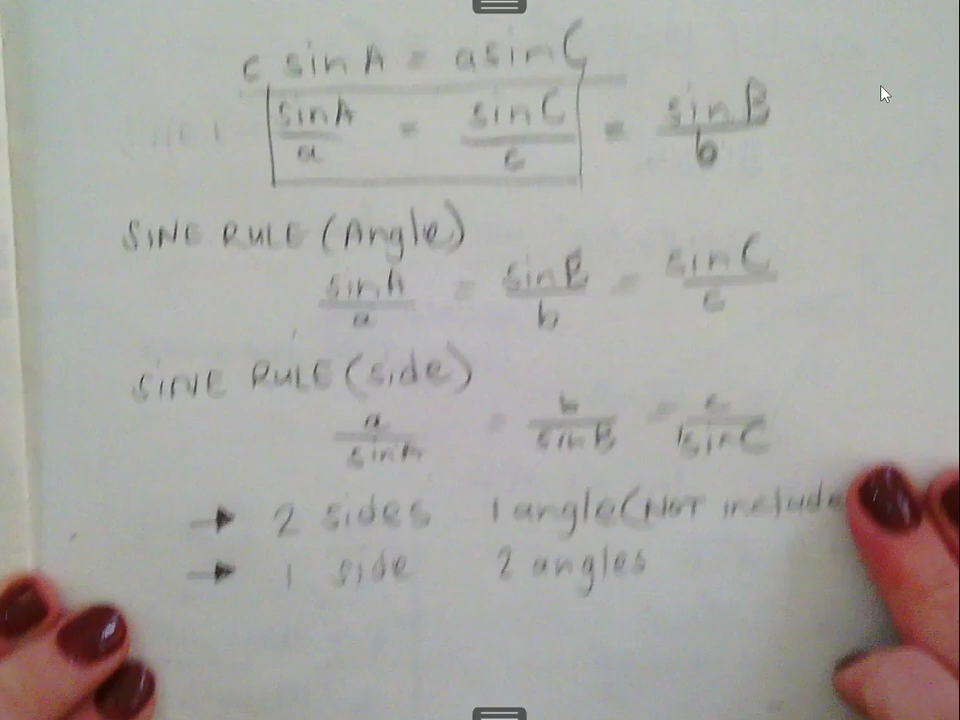 c sinA = asinC
sinA/a = sinC/c = sinB/b
SINE RULE (Angle)
sinA/a = sinB/b = sinC/c
SINE RULE (side)
a/sinA = b/sinB = c/sinC
→ 2 sides 1 angle (NOT include
→ 1 side 2 angles